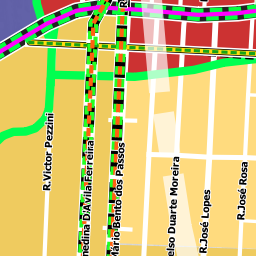 R.Victor Pezzini
medina D'Avila Ferreira
Mário Bento dos Passos
elso Duarte Moreira
R.José Lopes
R.José Rosa